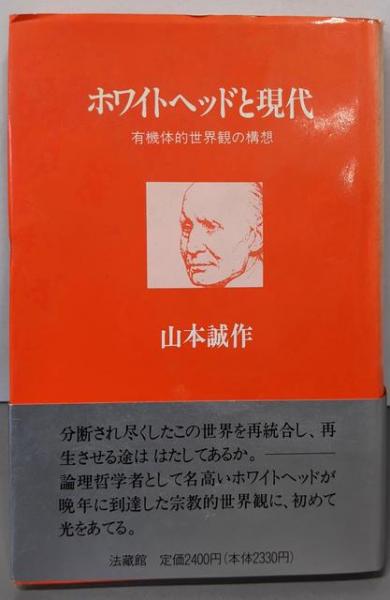 ホワイトヘッドと現代
有機体的世界観の構想
山本誠作
分断され尽くしたこの世界を再統合し、再
生させる途は はたしてあるか。————
論理哲学者として名高いホワイトヘッドが
晩年に到達した宗教的世界観に、初めて
光をあてる。
法藏館 定価2400円(本体2330円)